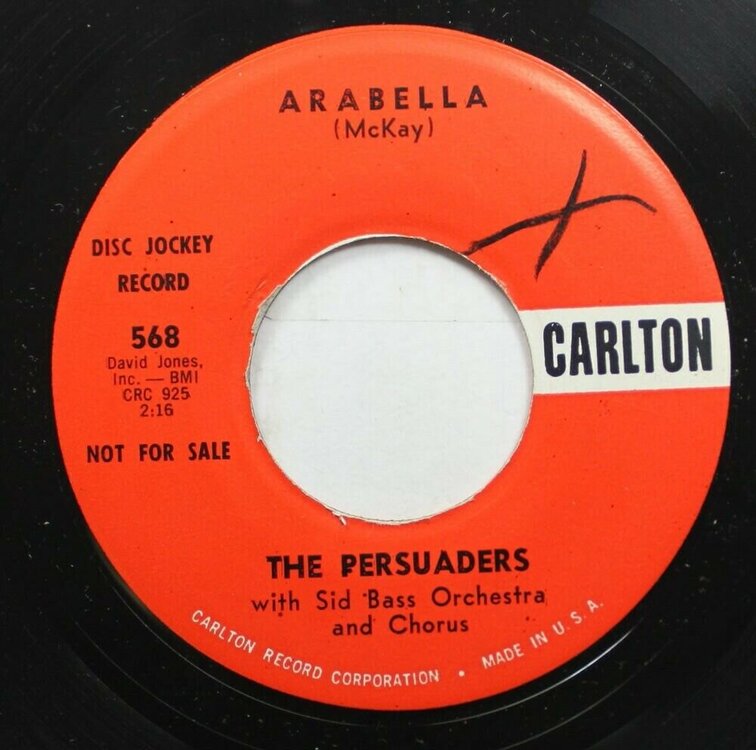 ARABELLA
(McKay)
DISC JOCKEY
RECORD
568
David Jones,
Inc. — BMI
CRC 925
2:16
NOT FOR SALE
CARLTON
THE PERSUADERS
with Sid Bass Orchestra
and Chorus
CARLTON RECORD CORPORATION • MADE IN U.S.A.